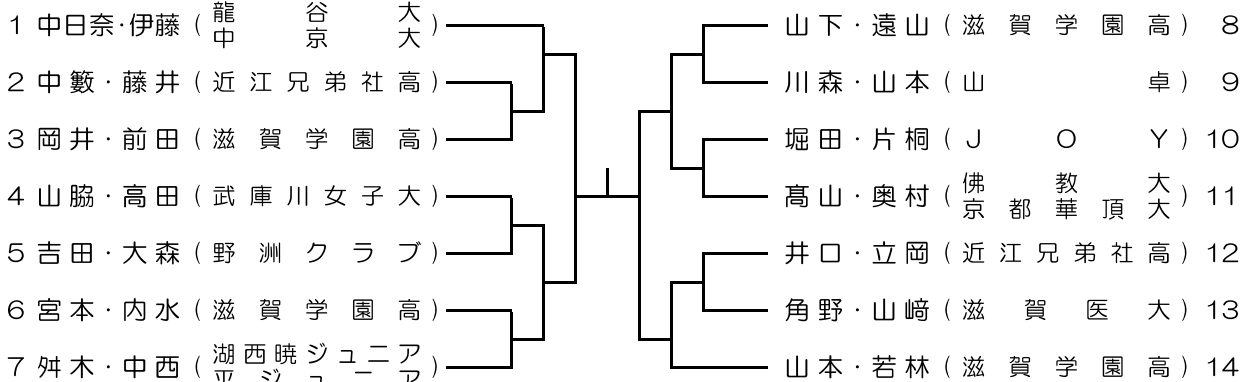 1 中日奈・伊藤 (龍谷大
中京大)
2 中籔・藤井 (近江兄弟社高)
3 岡井・前田 (滋賀学園高)
4 山脇・高田 (武庫川女子大)
5 吉田・大森 (野洲クラブ)
6 宮本・内水 (滋賀学園高)
7 舛木・中西 (湖西暁ジュニア
平ジュニア)
山下・遠山 (滋賀学園高) 8
川森・山本 (山卓) 9
堀田・片桐 (JOY) 10
髙山・奥村 (佛教大
京都華頂大) 11
井口・立岡 (近江兄弟社高) 12
角野・山﨑 (滋賀医大) 13
山本・若林 (滋賀学園高) 14